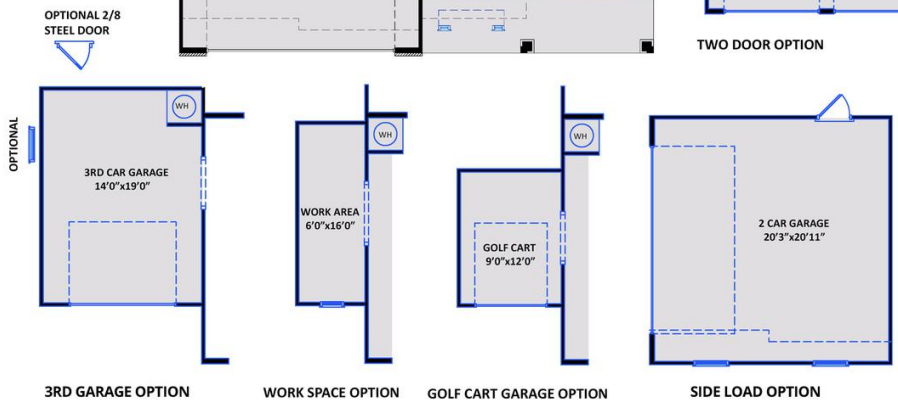 OPTIONAL 2/8
STEEL DOOR
TWO DOOR OPTION
OPTIONAL
WH
3RD CAR GARAGE
14'0"x19'0"
WH
WORK AREA
6'0"x16'0"
WH
GOLF CART
9'0"x12'0"
2 CAR GARAGE
20'3"x20'11"
3RD GARAGE OPTION
WORK SPACE OPTION
GOLF CART GARAGE OPTION
SIDE LOAD OPTION